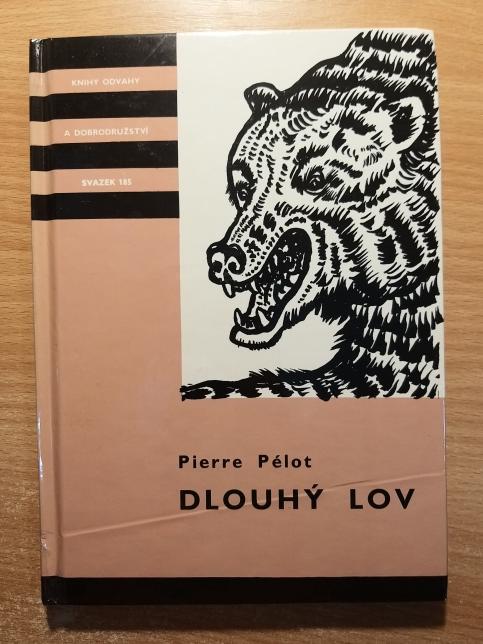 KNIHY ODVAHY
A DOBRODRUŽSTVÍ
SVAZEK 185
Pierre Pélot
DLOUHÝ LOV